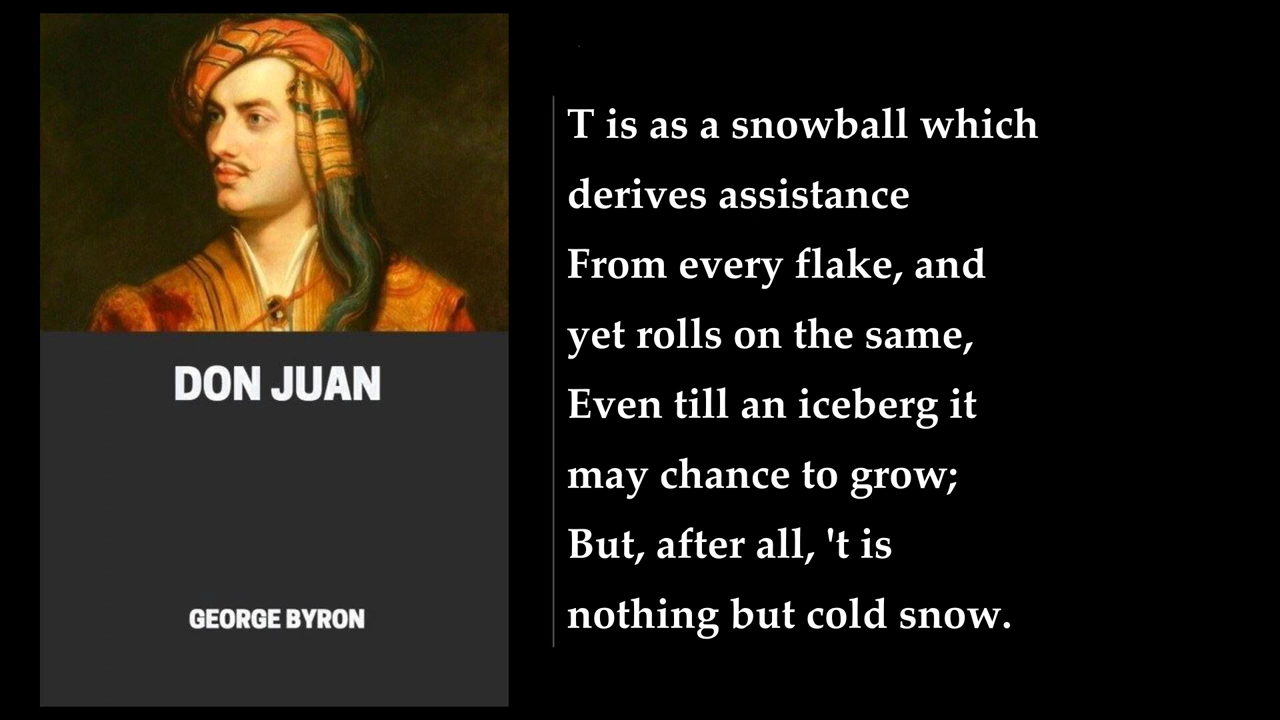 DON JUAN
GEORGE BYRON
T is as a snowball which
derives assistance
From every flake, and
yet rolls on the same,
Even till an iceberg it
may chance to grow;
But, after all, 't is
nothing but cold snow.